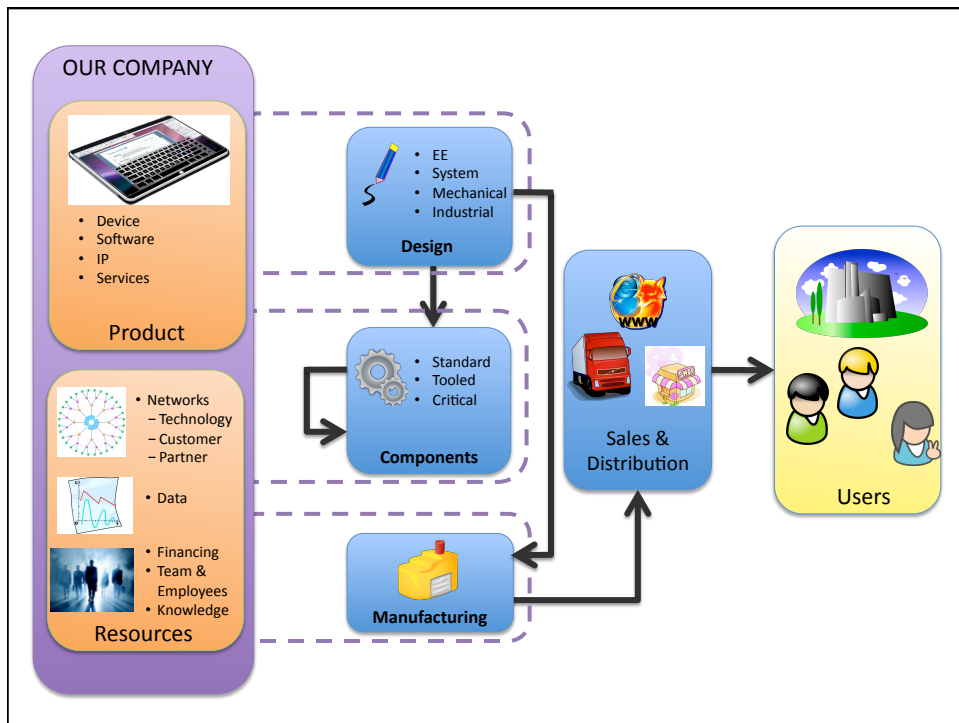 OUR COMPANY
• Device
• Software
• IP
• Services
Product
• Networks
– Technology
– Customer
– Partner
• Data
• Financing
• Team &
Employees
• Knowledge
Resources
• EE
• System
• Mechanical
• Industrial
Design
• Standard
• Tooled
• Critical
Components
Manufacturing
WWW
Sales &
Distribution
Users